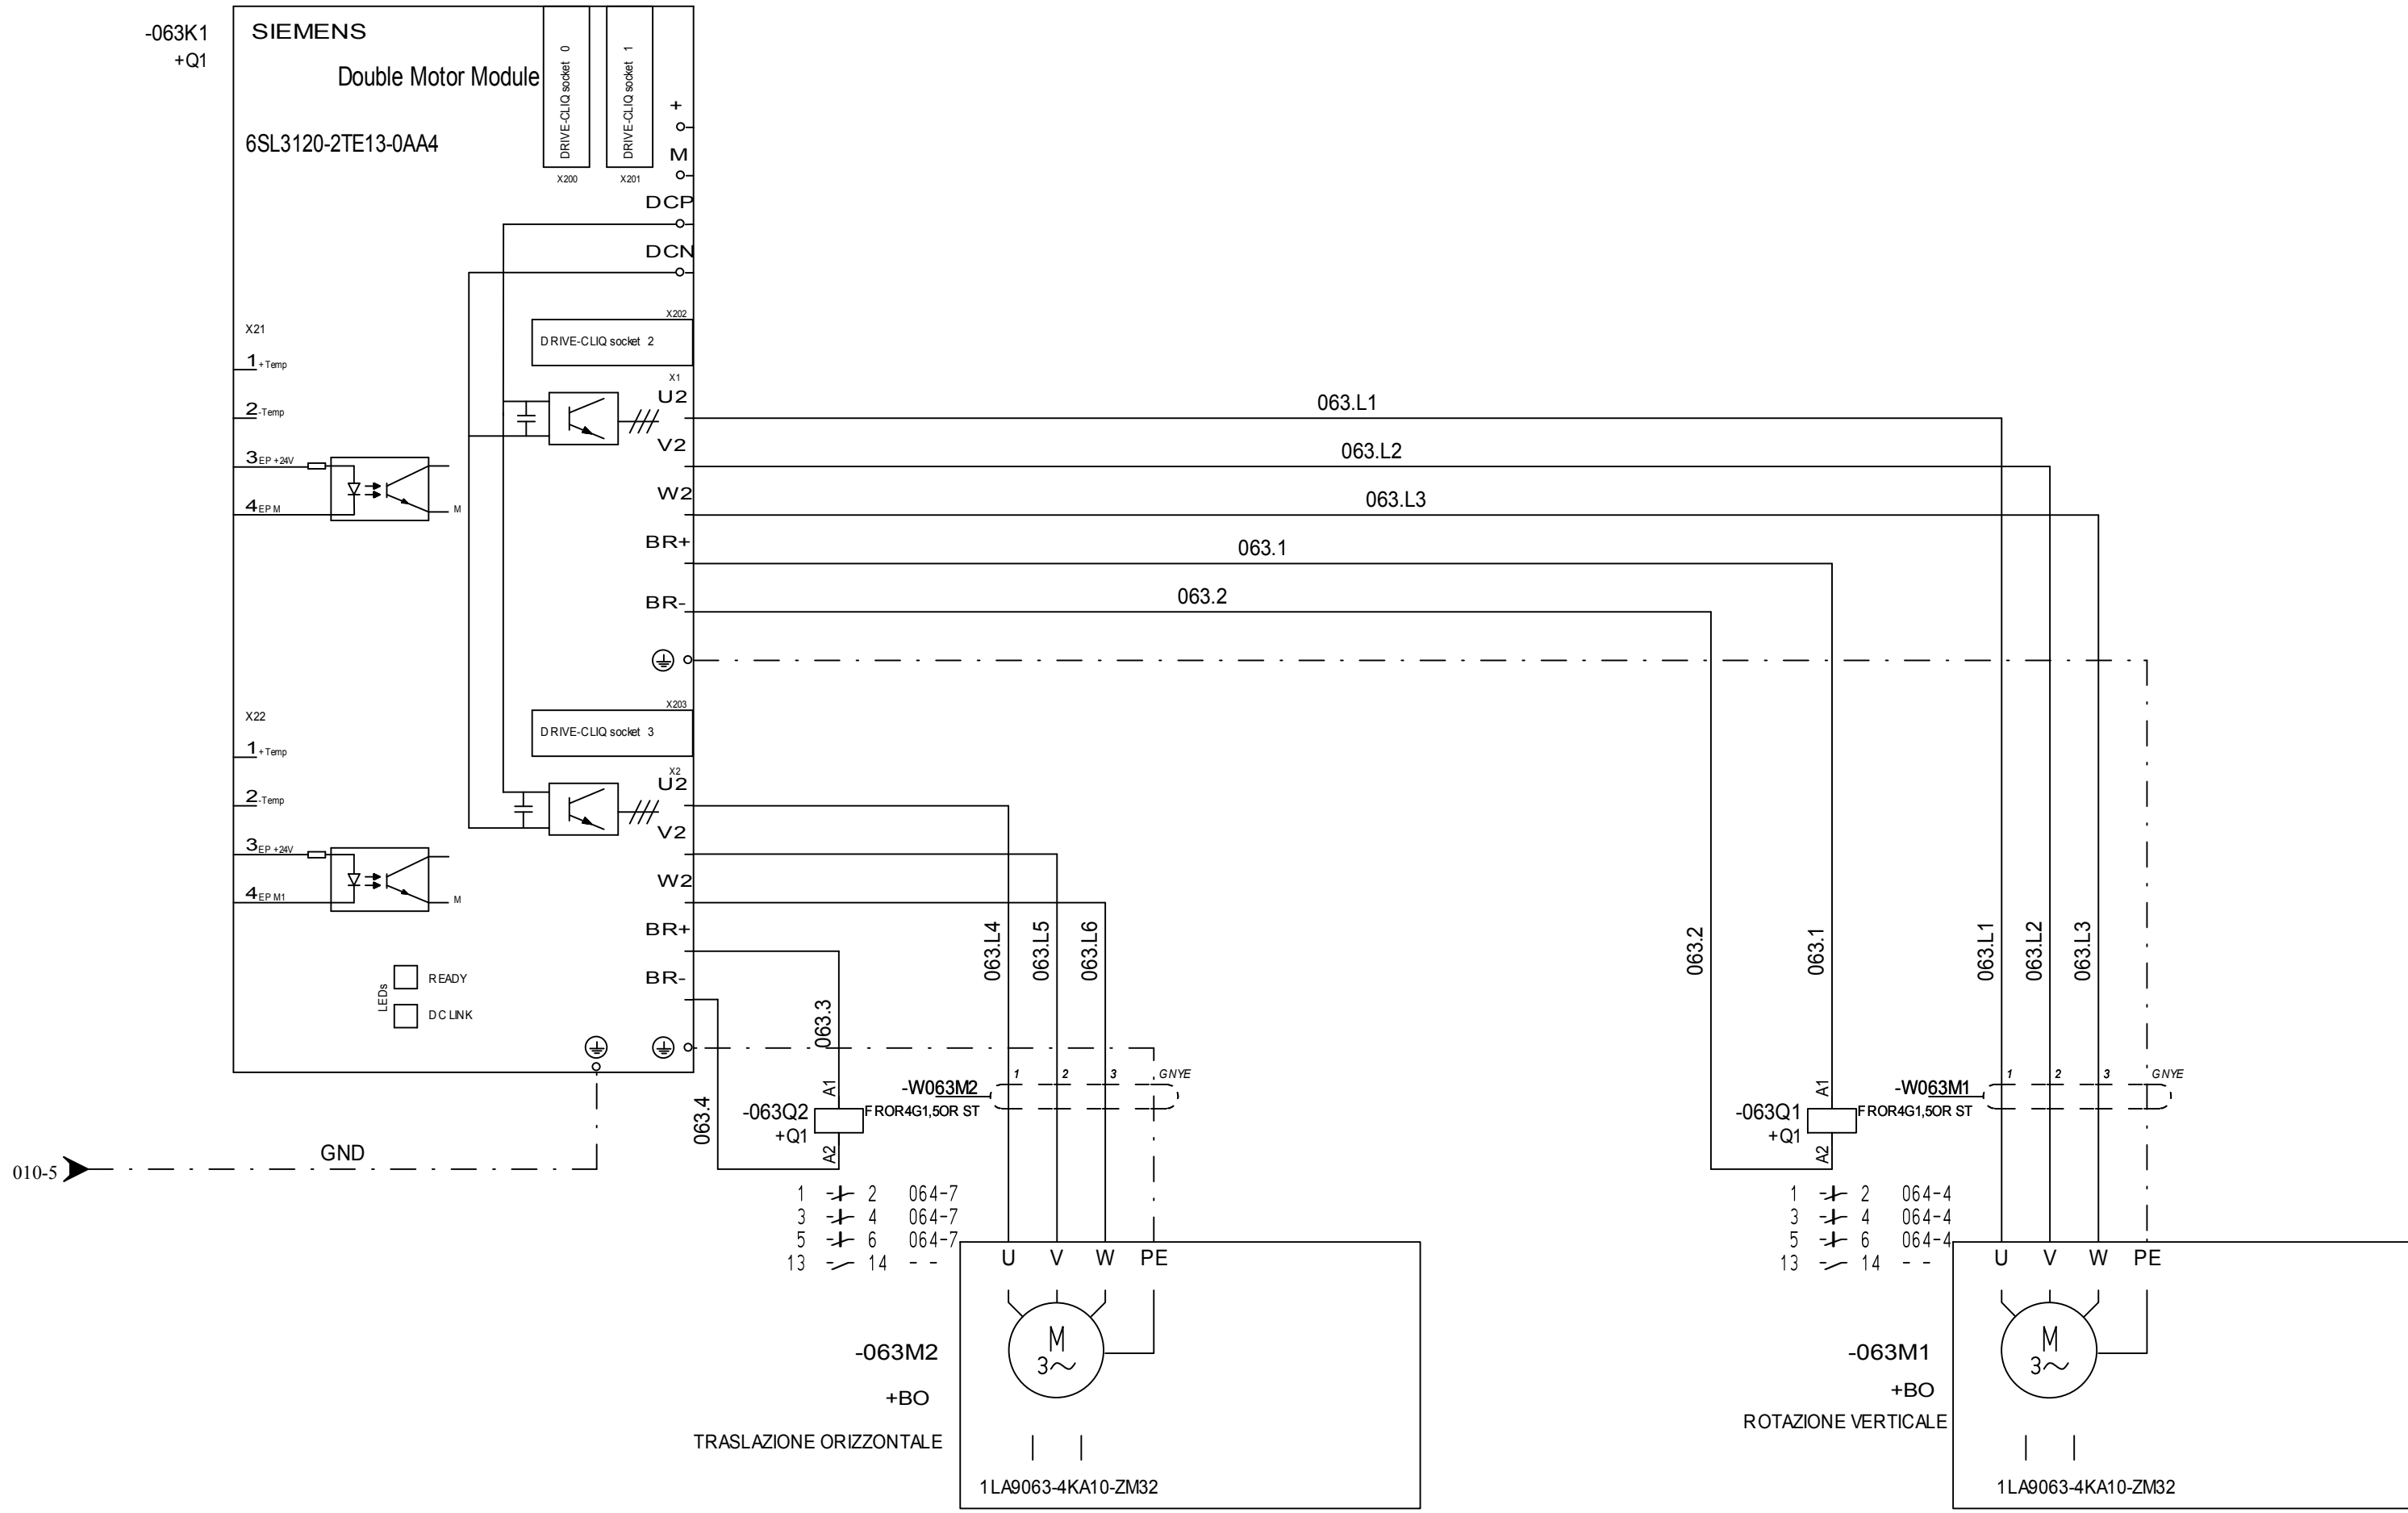 -063K1
+Q1
SIEMENS
Double Motor Module
6SL3120-2TE13-0AA4
DRIVE-CLIQ socket 0
X200
DRIVE-CLIQ socket 1
X201
+
M
DCP
DCN
X202
DRIVE-CLIQ socket 2
X21
1 +Temp
2 -Temp
3 EP +24V
4 EP M
M
X1
U2
V2
W2
BR+
BR-
063.L1
063.L2
063.L3
063.1
063.2
X203
DRIVE-CLIQ socket 3
X22
1 +Temp
2 -Temp
3 EP +24V
4 EP M1
M
X2
U2
V2
W2
BR+
BR-
LEDs
READY
DC LINK
010-5
GND
063.4
063.3
063.L4
063.L5
063.L6
063.2
063.1
063.L1
063.L2
063.L3
-063Q2
+Q1
A1
A2
-W063M2
FROR4G1,5OR ST
1 2 3 GNYE
-063Q1
+Q1
A1
A2
-W063M1
FROR4G1,5OR ST
1 2 3 GNYE
1 2 064-7
3 4 064-7
5 6 064-7
13 14 - -
1 2 064-4
3 4 064-4
5 6 064-4
13 14 - -
U V W PE
M
3~
-063M2
+BO
TRASLAZIONE ORIZZONTALE
1LA9063-4KA10-ZM32
U V W PE
M
3~
-063M1
+BO
ROTAZIONE VERTICALE
1LA9063-4KA10-ZM32